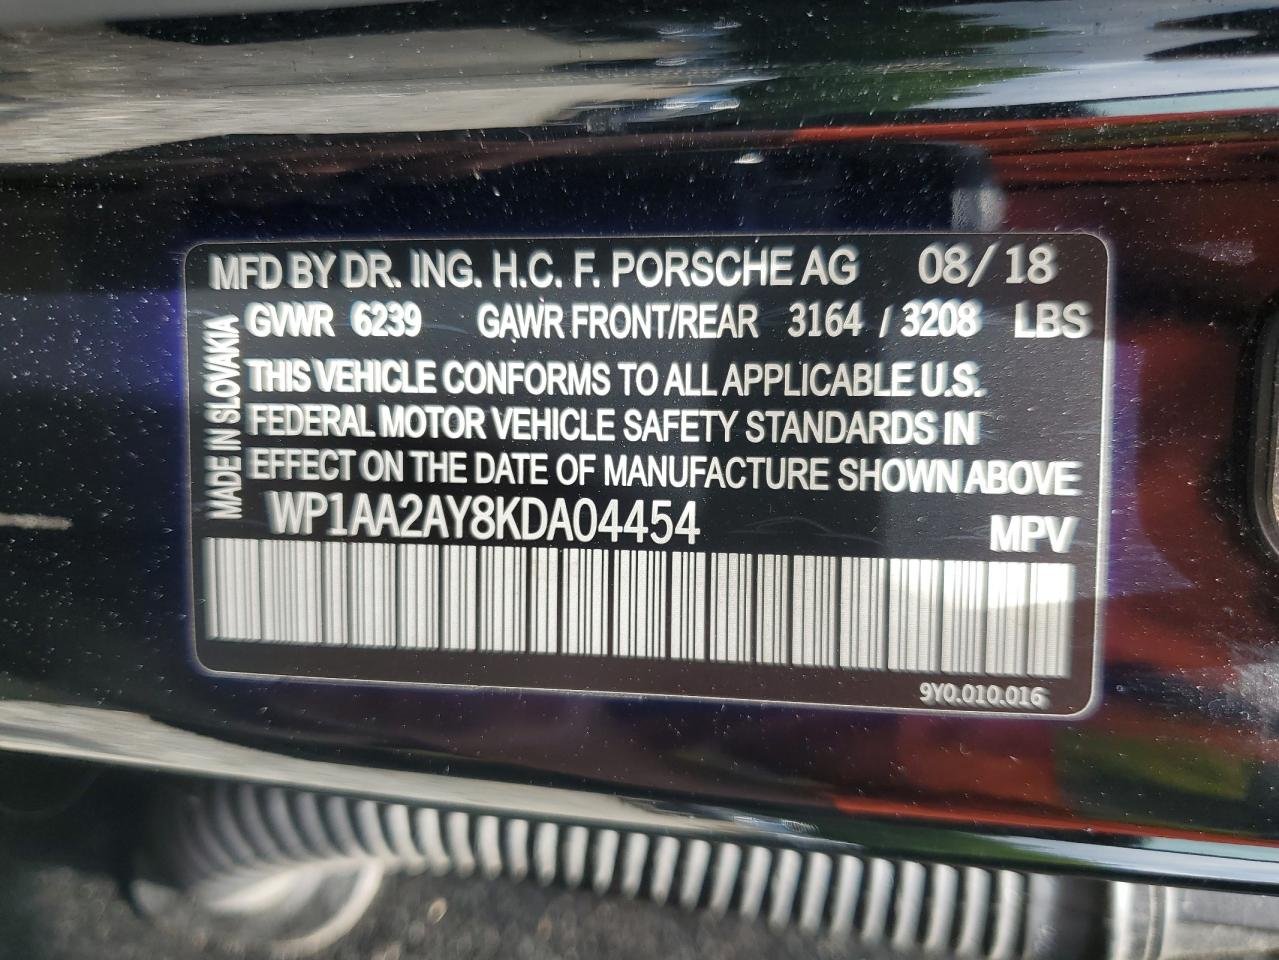 MFD BY DR. ING. H.C. F. PORSCHE AG 08/18
GVWR 6239 GAWR FRONT/REAR 3164 / 3208 LBS
THIS VEHICLE CONFORMS TO ALL APPLICABLE U.S.
FEDERAL MOTOR VEHICLE SAFETY STANDARDS IN
EFFECT ON THE DATE OF MANUFACTURE SHOWN ABOVE
MADE IN SLOVAKIA
WP1AA2AY8KDA04454 MPV
9Y0.010.016